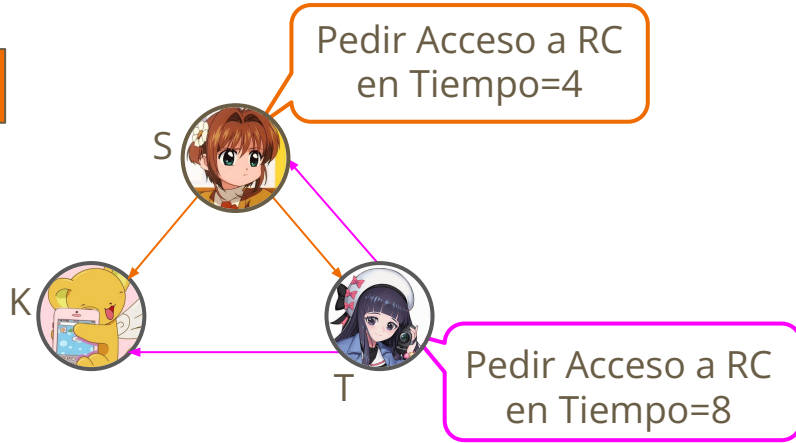 Pedir Acceso a RC
en Tiempo=4
S
K
T
Pedir Acceso a RC
en Tiempo=8